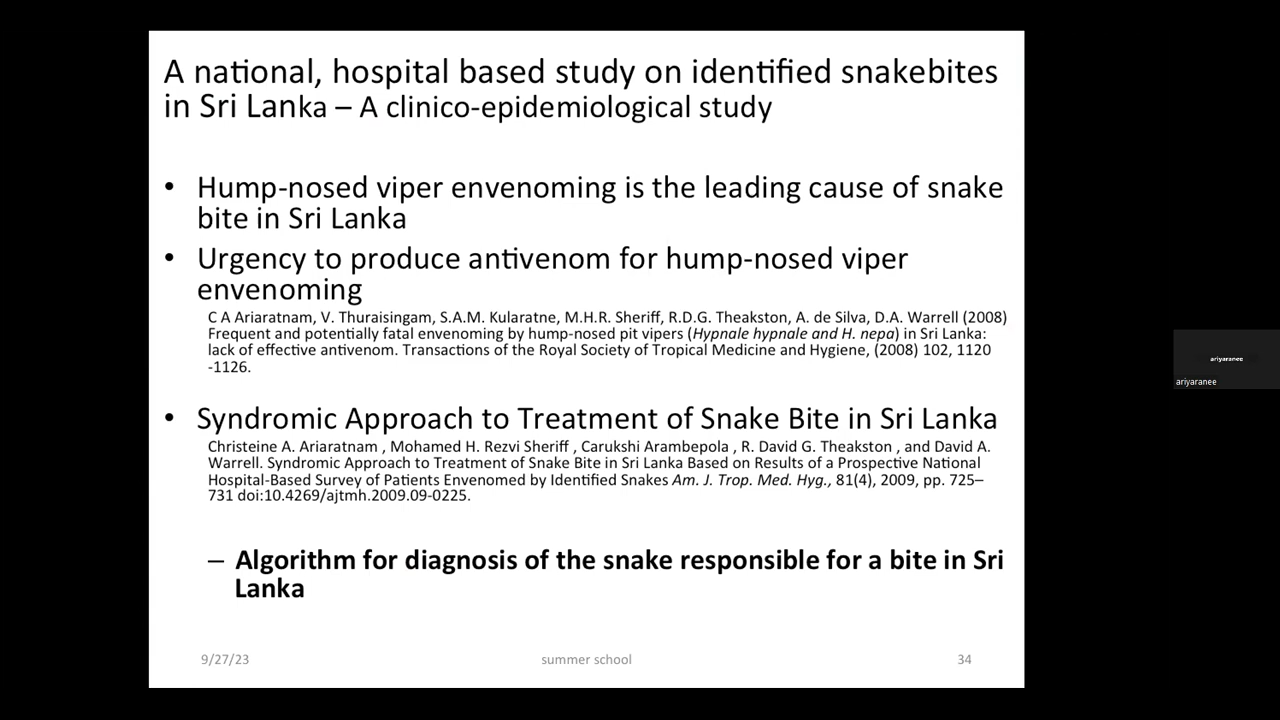 A national, hospital based study on identified snakebites
in Sri Lanka – A clinico-epidemiological study
• Hump-nosed viper envenoming is the leading cause of snake
bite in Sri Lanka
• Urgency to produce antivenom for hump-nosed viper
envenoming
C A Ariaratnam, V. Thuraisingam, S.A.M. Kularatne, M.H.R. Sheriff, R.D.G. Theakston, A. de Silva, D.A. Warrell (2008)
Frequent and potentially fatal envenoming by hump-nosed pit vipers (Hypnale hypnale and H. nepa) in Sri Lanka:
lack of effective antivenom. Transactions of the Royal Society of Tropical Medicine and Hygiene, (2008) 102, 1120
-1126.
• Syndromic Approach to Treatment of Snake Bite in Sri Lanka
Christeine A. Ariaratnam , Mohamed H. Rezvi Sheriff , Carukshi Arambepola , R. David G. Theakston , and David A.
Warrell. Syndromic Approach to Treatment of Snake Bite in Sri Lanka Based on Results of a Prospective National
Hospital-Based Survey of Patients Envenomed by Identified Snakes Am. J. Trop. Med. Hyg., 81(4), 2009, pp. 725–
731 doi:10.4269/ajtmh.2009.09-0225.
– Algorithm for diagnosis of the snake responsible for a bite in Sri
Lanka
9/27/23 summer school 34
ariyaranee
ariyaranee